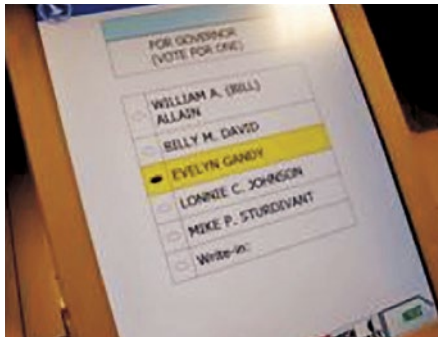 FOR GOVERNOR
(VOTE FOR ONE)
WILLIAM A. (BILL)
ALLAIN
BILLY M. DAVID
EVELYN GANDY
LONNIE C. JOHNSON
MIKE P. STURDIVANT
Write-in:
NEXT